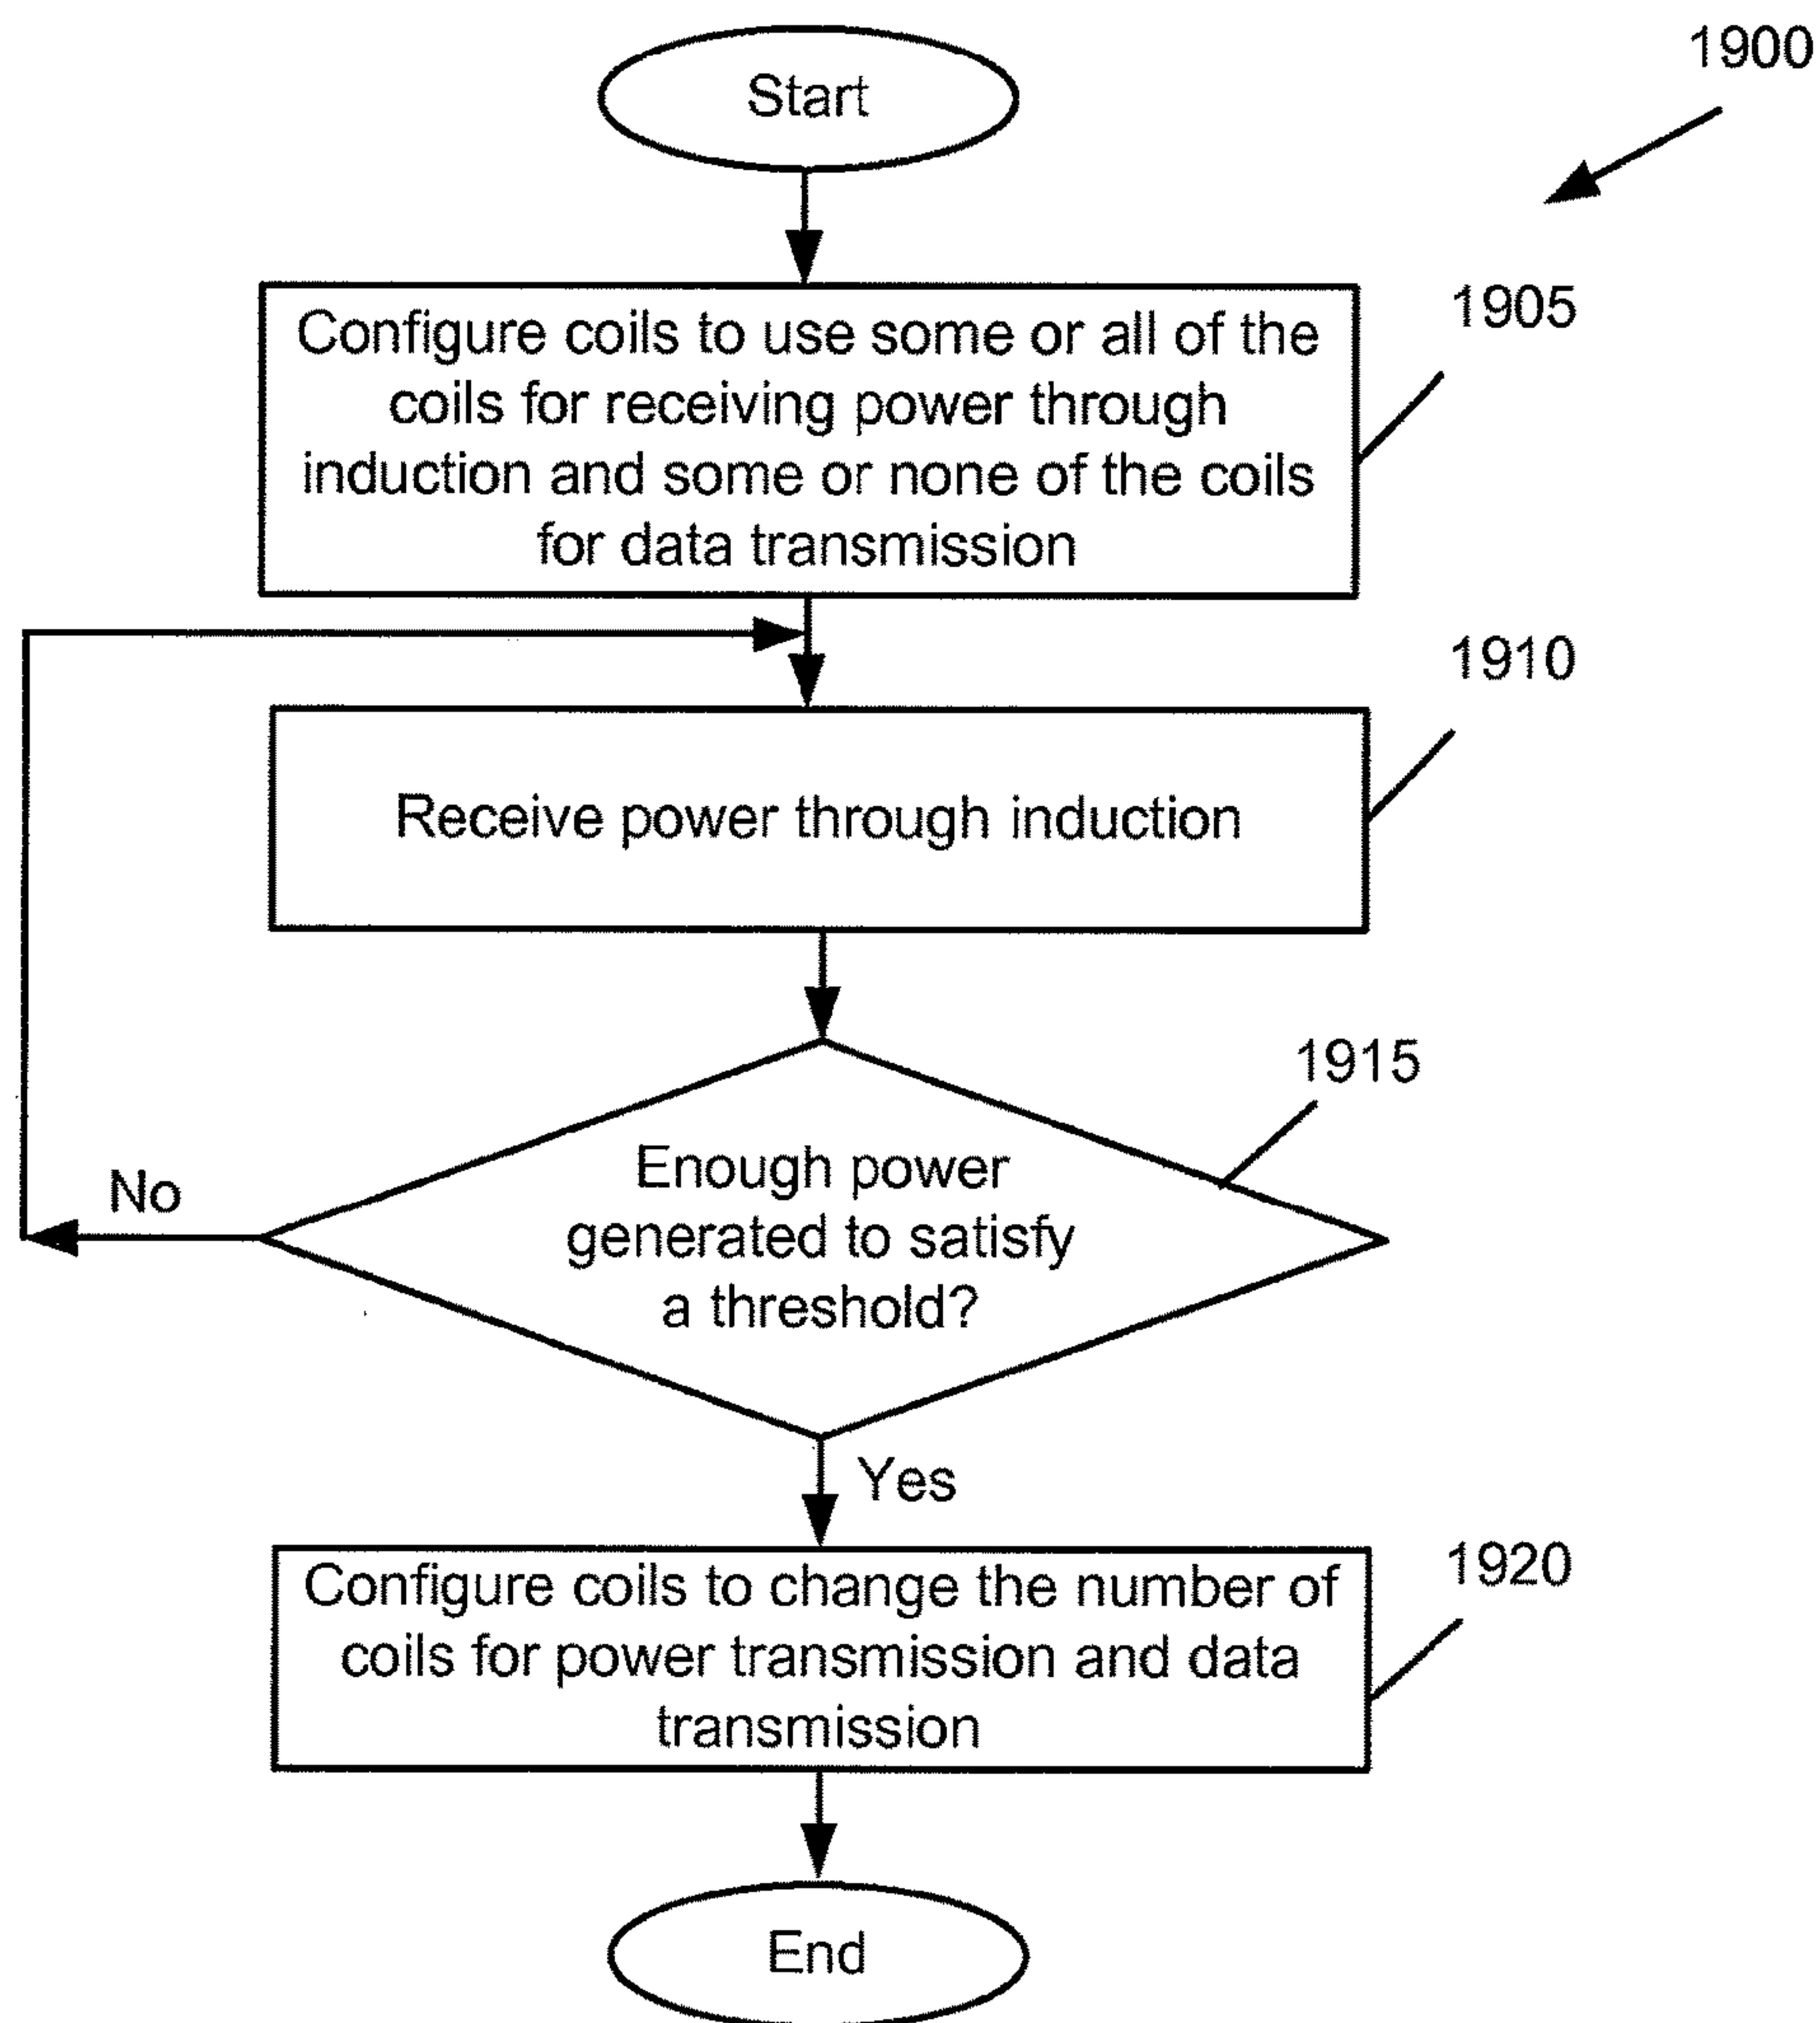 Start
1900
Configure coils to use some or all of the
coils for receiving power through
induction and some or none of the coils
for data transmission
1905
Receive power through induction
1910
Enough power
generated to satisfy
a threshold?
1915
No
Yes
Configure coils to change the number of
coils for power transmission and data
transmission
1920
End